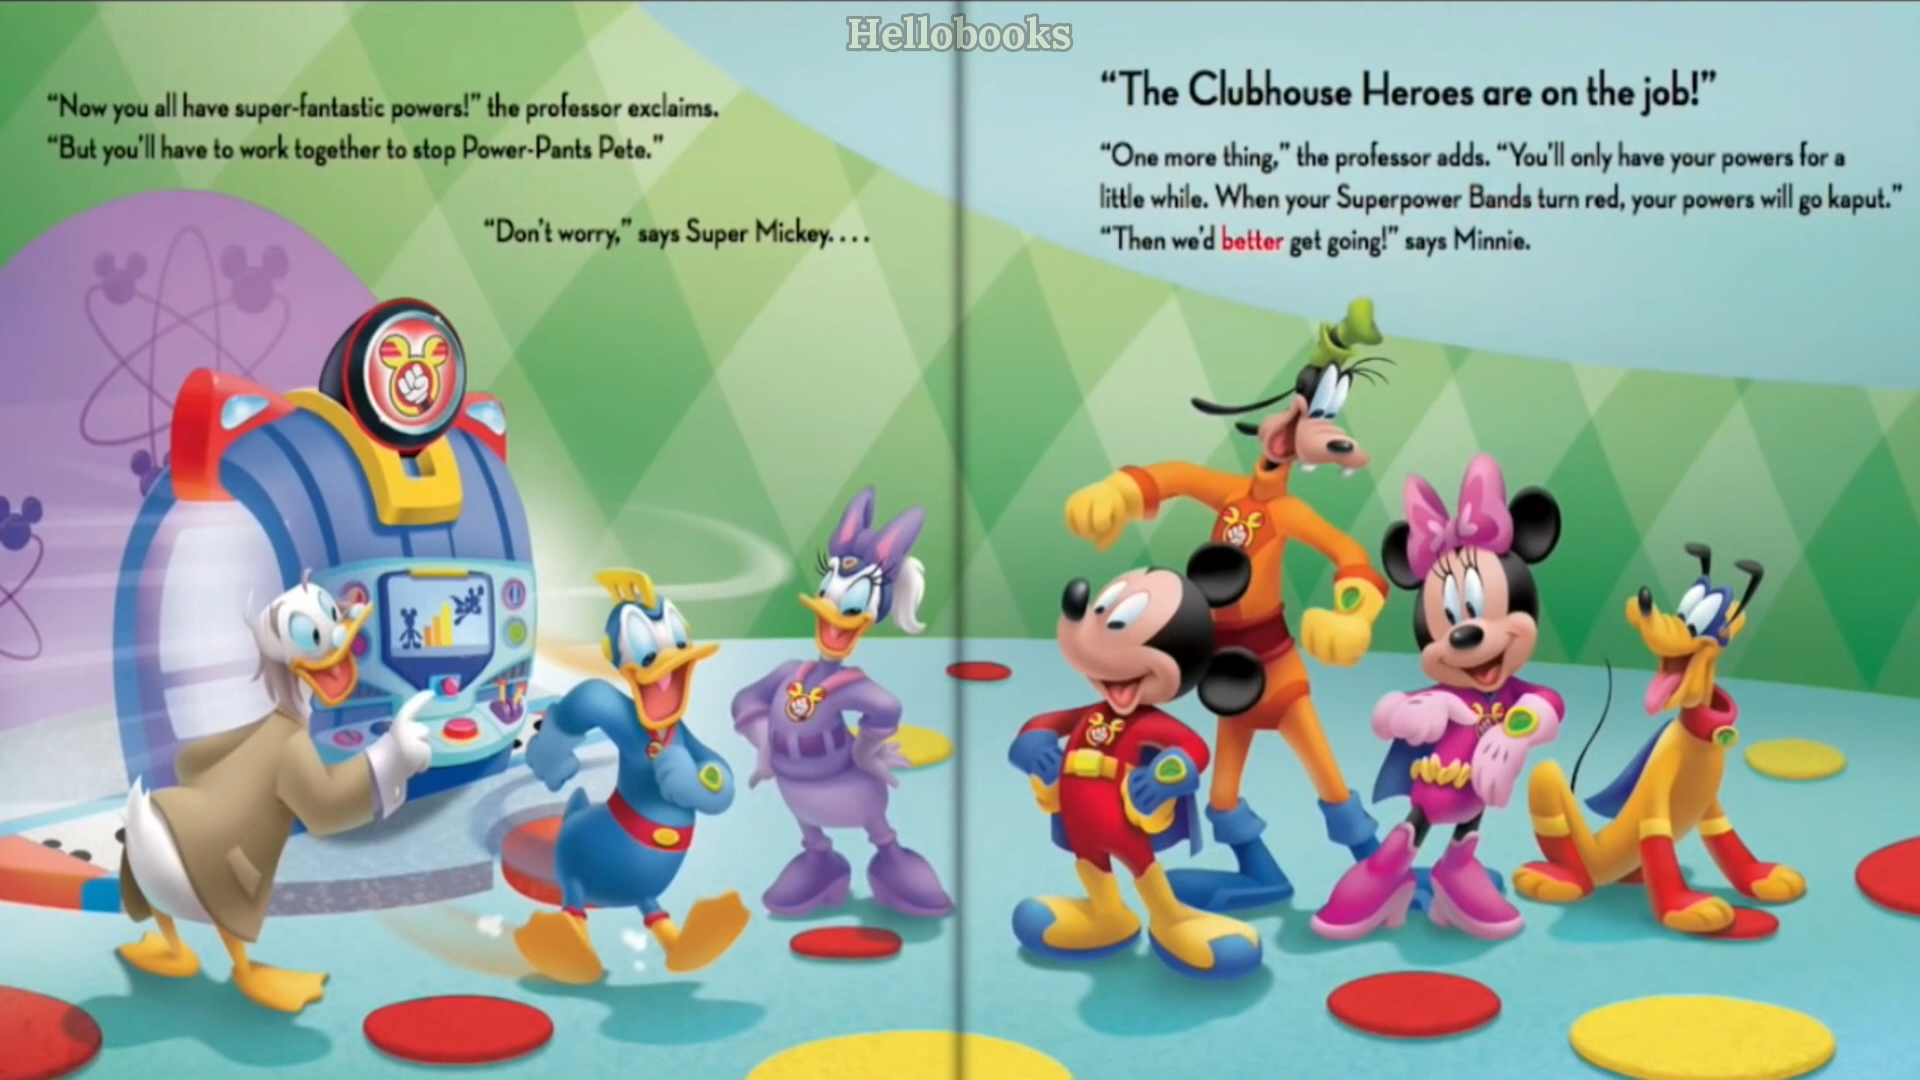 Hellobooks
“Now you all have super-fantastic powers!” the professor exclaims.
“But you’ll have to work together to stop Power-Pants Pete.”
“Don’t worry,” says Super Mickey. . . .
“The Clubhouse Heroes are on the job!”
“One more thing,” the professor adds. “You’ll only have your powers for a
little while. When your Superpower Bands turn red, your powers will go kaput.”
“Then we’d better get going!” says Minnie.